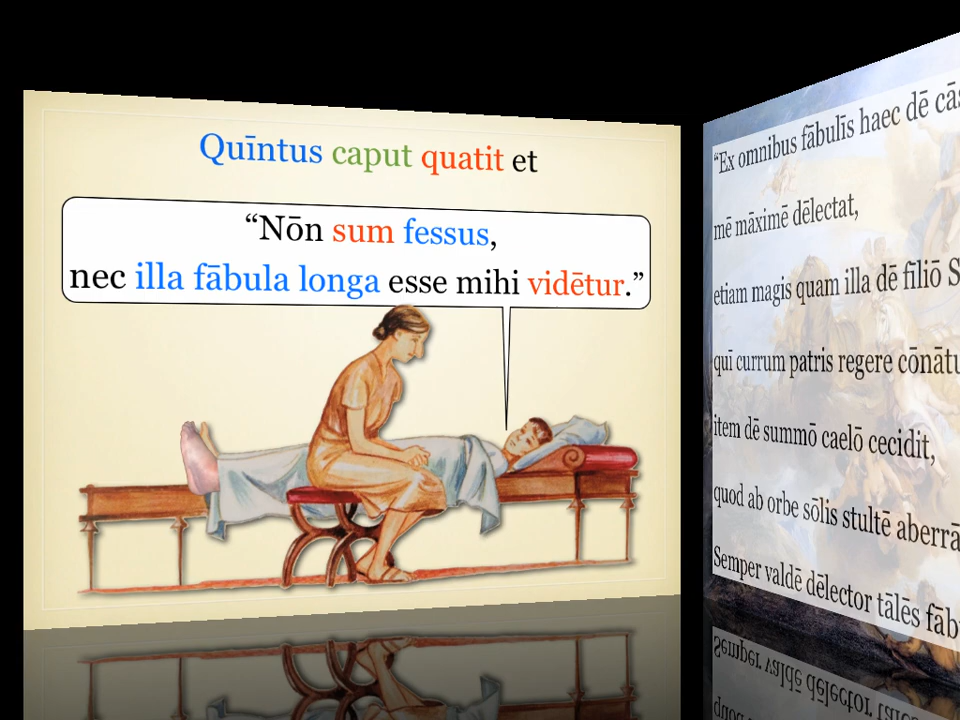 Quīntus caput quatit et
“Nōn sum fessus,
nec illa fābula longa esse mihi vidētur.”
“Ex omnibus fābulīs haec dē
mē māximē dēlectat,
etiam magis quam illa dē fīliō
quī currum patris regere
item dē summō caelō cecidit,
quod ab orbe sōlis stultē
Semper valdē dēlector tālēs